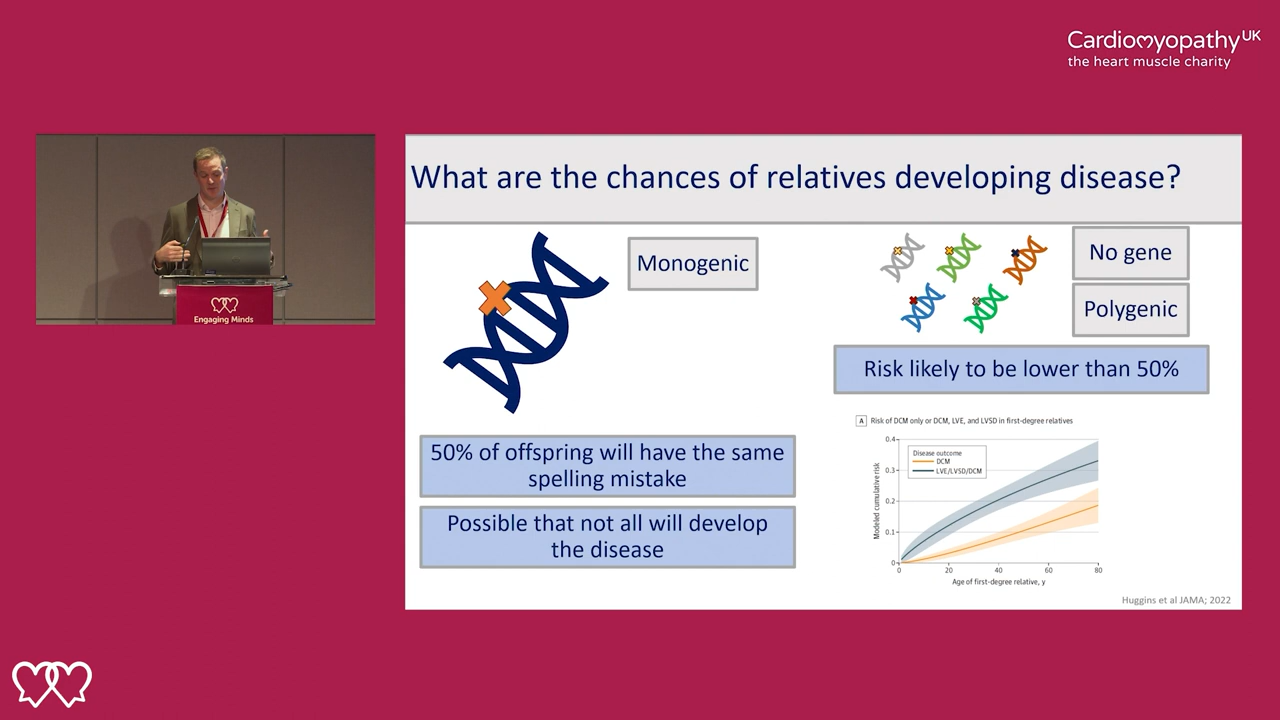 Cardiomyopathy UK
the heart muscle charity
Engaging Minds
What are the chances of relatives developing disease?
Monogenic
50% of offspring will have the same
spelling mistake
Possible that not all will develop
the disease
No gene
Polygenic
Risk likely to be lower than 50%
A Risk of DCM only or DCM, LVE, and LVSD in first-degree relatives
Modeled cumulative risk
0.4
0.3
0.2
0.1
0
Disease outcome
DCM
LVE/LVSD/DCM
0 20 40 60 80
Age of first-degree relative, y
Huggins et al JAMA; 2022